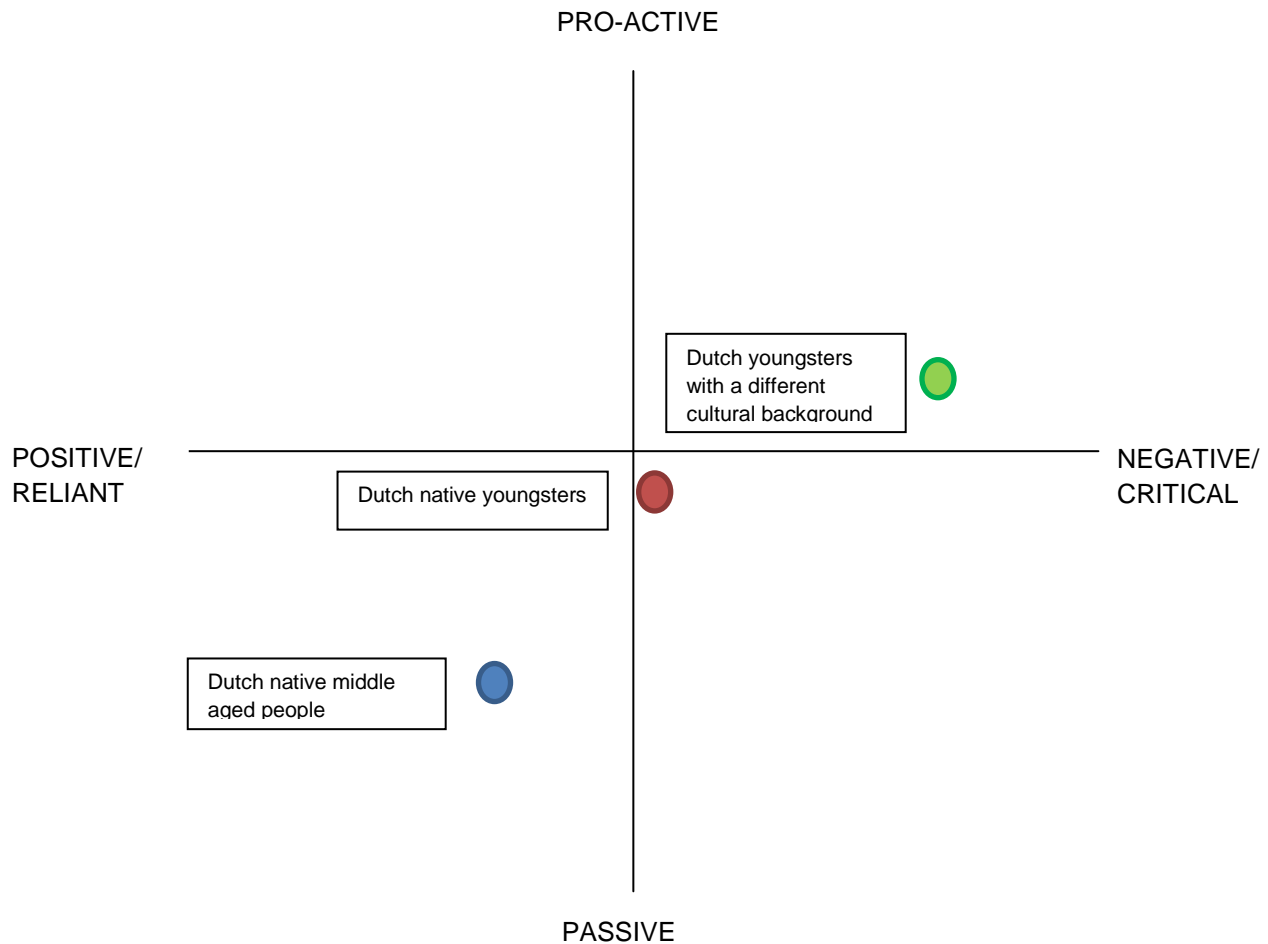 PRO-ACTIVE
Dutch youngsters
with a different
cultural background
POSITIVE/
RELIANT
NEGATIVE/
CRITICAL
Dutch native youngsters
Dutch native middle
aged people
PASSIVE